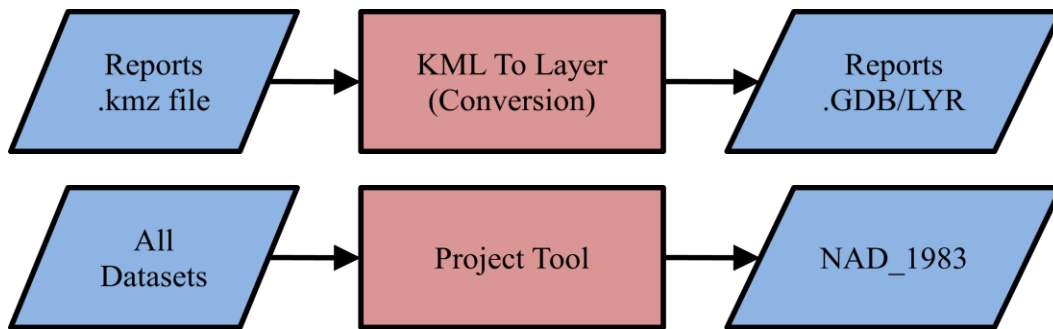 Reports
.kmz file
KML To Layer
(Conversion)
Reports
.GDB/LYR
All
Datasets
Project Tool
NAD_1983